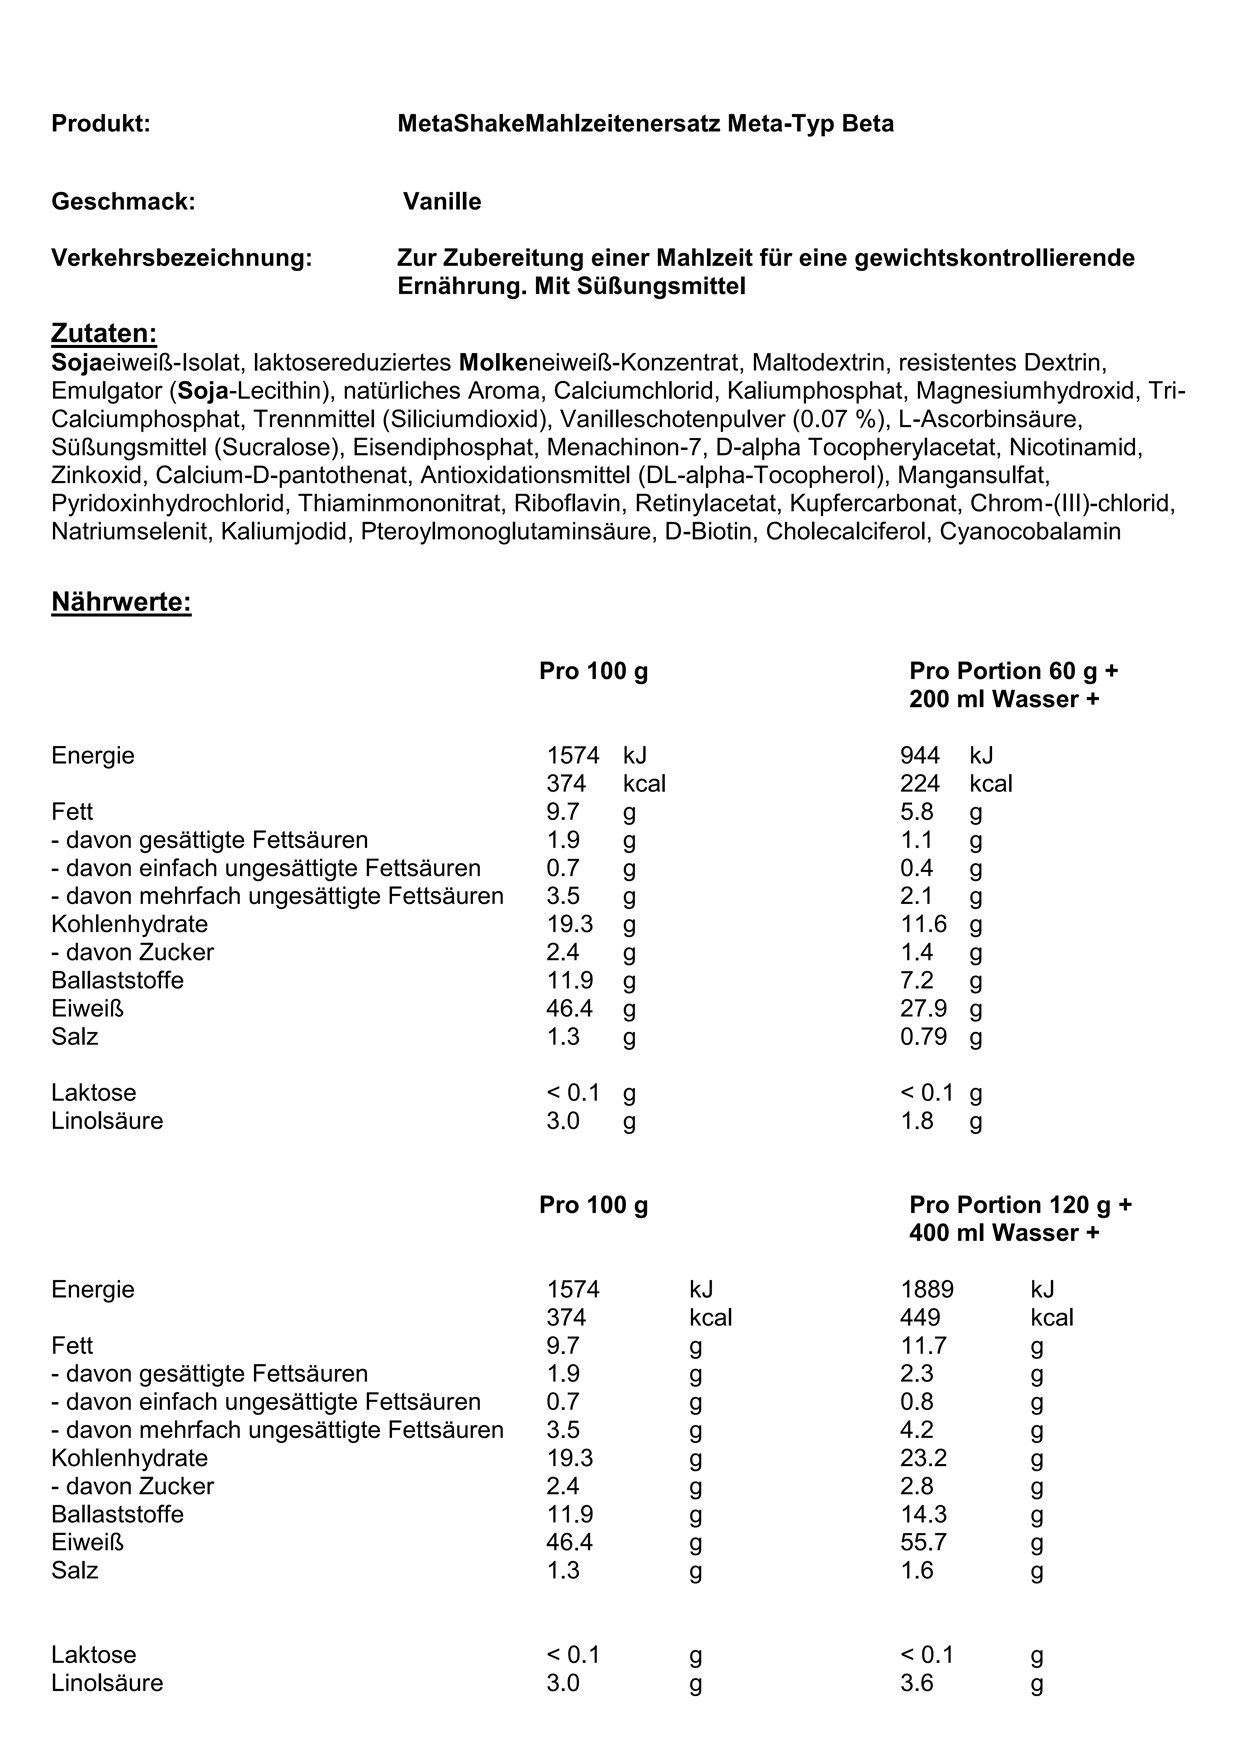 Produkt: MetaShakeMahlzeitenersatz Meta-Typ Beta
Geschmack: Vanille
Verkehrsbezeichnung: Zur Zubereitung einer Mahlzeit für eine gewichtskontrollierende
Ernährung. Mit Süßungsmittel
Zutaten:
Sojaeiweiß-Isolat, laktosereduziertes Molkeneiweiß-Konzentrat, Maltodextrin, resistentes Dextrin,
Emulgator (Soja-Lecithin), natürliches Aroma, Calciumchlorid, Kaliumphosphat, Magnesiumhydroxid, Tri-
Calciumphosphat, Trennmittel (Siliciumdioxid), Vanilleschotenpulver (0.07 %), L-Ascorbinsäure,
Süßungsmittel (Sucralose), Eisendiphosphat, Menachinon-7, D-alpha Tocopherylacetat, Nicotinamid,
Zinkoxid, Calcium-D-pantothenat, Antioxidationsmittel (DL-alpha-Tocopherol), Mangansulfat,
Pyridoxinhydrochlorid, Thiaminmononitrat, Riboflavin, Retinylacetat, Kupfercarbonat, Chrom-(III)-chlorid,
Natriumselenit, Kaliumjodid, Pteroylmonoglutaminsäure, D-Biotin, Cholecalciferol, Cyanocobalamin
Nährwerte:
Pro 100 g Pro Portion 60 g +
200 ml Wasser +
Energie 1574 kJ 944 kJ
374 kcal 224 kcal
Fett 9.7 g 5.8 g
- davon gesättigte Fettsäuren 1.9 g 1.1 g
- davon einfach ungesättigte Fettsäuren 0.7 g 0.4 g
- davon mehrfach ungesättigte Fettsäuren 3.5 g 2.1 g
Kohlenhydrate 19.3 g 11.6 g
- davon Zucker 2.4 g 1.4 g
Ballaststoffe 11.9 g 7.2 g
Eiweiß 46.4 g 27.9 g
Salz 1.3 g 0.79 g
Laktose < 0.1 g < 0.1 g
Linolsäure 3.0 g 1.8 g
Pro 100 g Pro Portion 120 g +
400 ml Wasser +
Energie 1574 kJ 1889 kJ
374 kcal 449 kcal
Fett 9.7 g 11.7 g
- davon gesättigte Fettsäuren 1.9 g 2.3 g
- davon einfach ungesättigte Fettsäuren 0.7 g 0.8 g
- davon mehrfach ungesättigte Fettsäuren 3.5 g 4.2 g
Kohlenhydrate 19.3 g 23.2 g
- davon Zucker 2.4 g 2.8 g
Ballaststoffe 11.9 g 14.3 g
Eiweiß 46.4 g 55.7 g
Salz 1.3 g 1.6 g
Laktose < 0.1 g < 0.1 g
Linolsäure 3.0 g 3.6 g